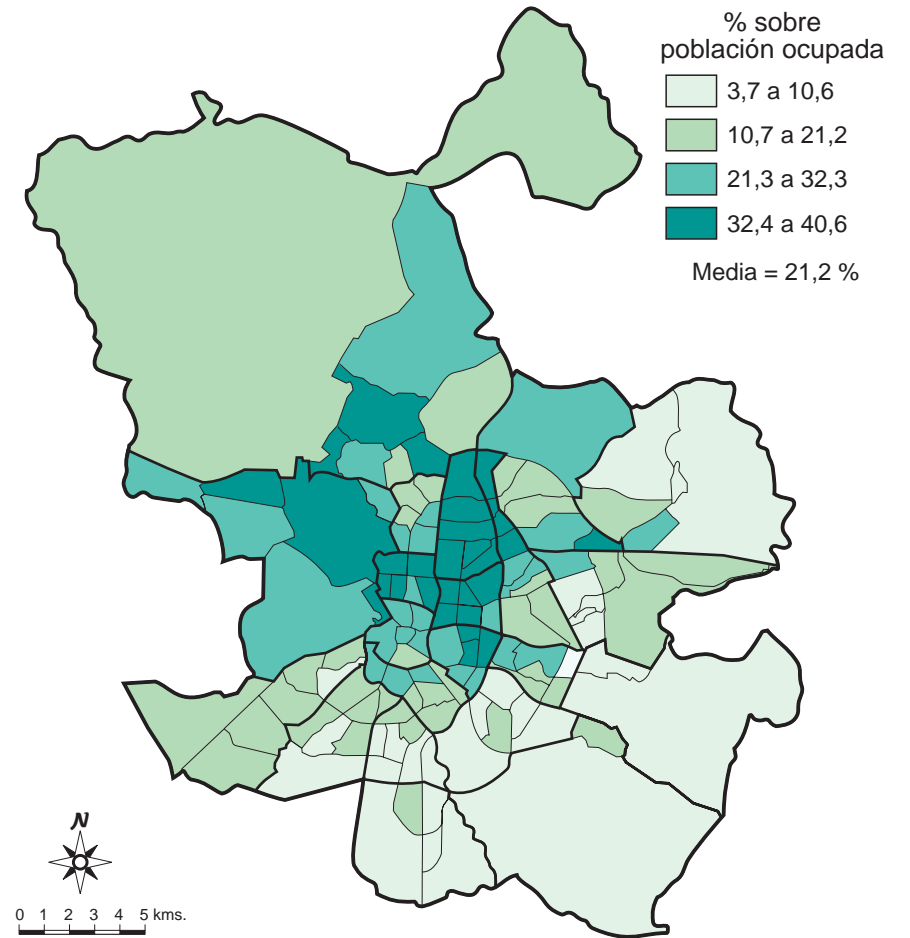 % sobre
población ocupada
3,7 a 10,6
10,7 a 21,2
21,3 a 32,3
32,4 a 40,6
Media = 21,2 %
N
0 1 2 3 4 5 kms.